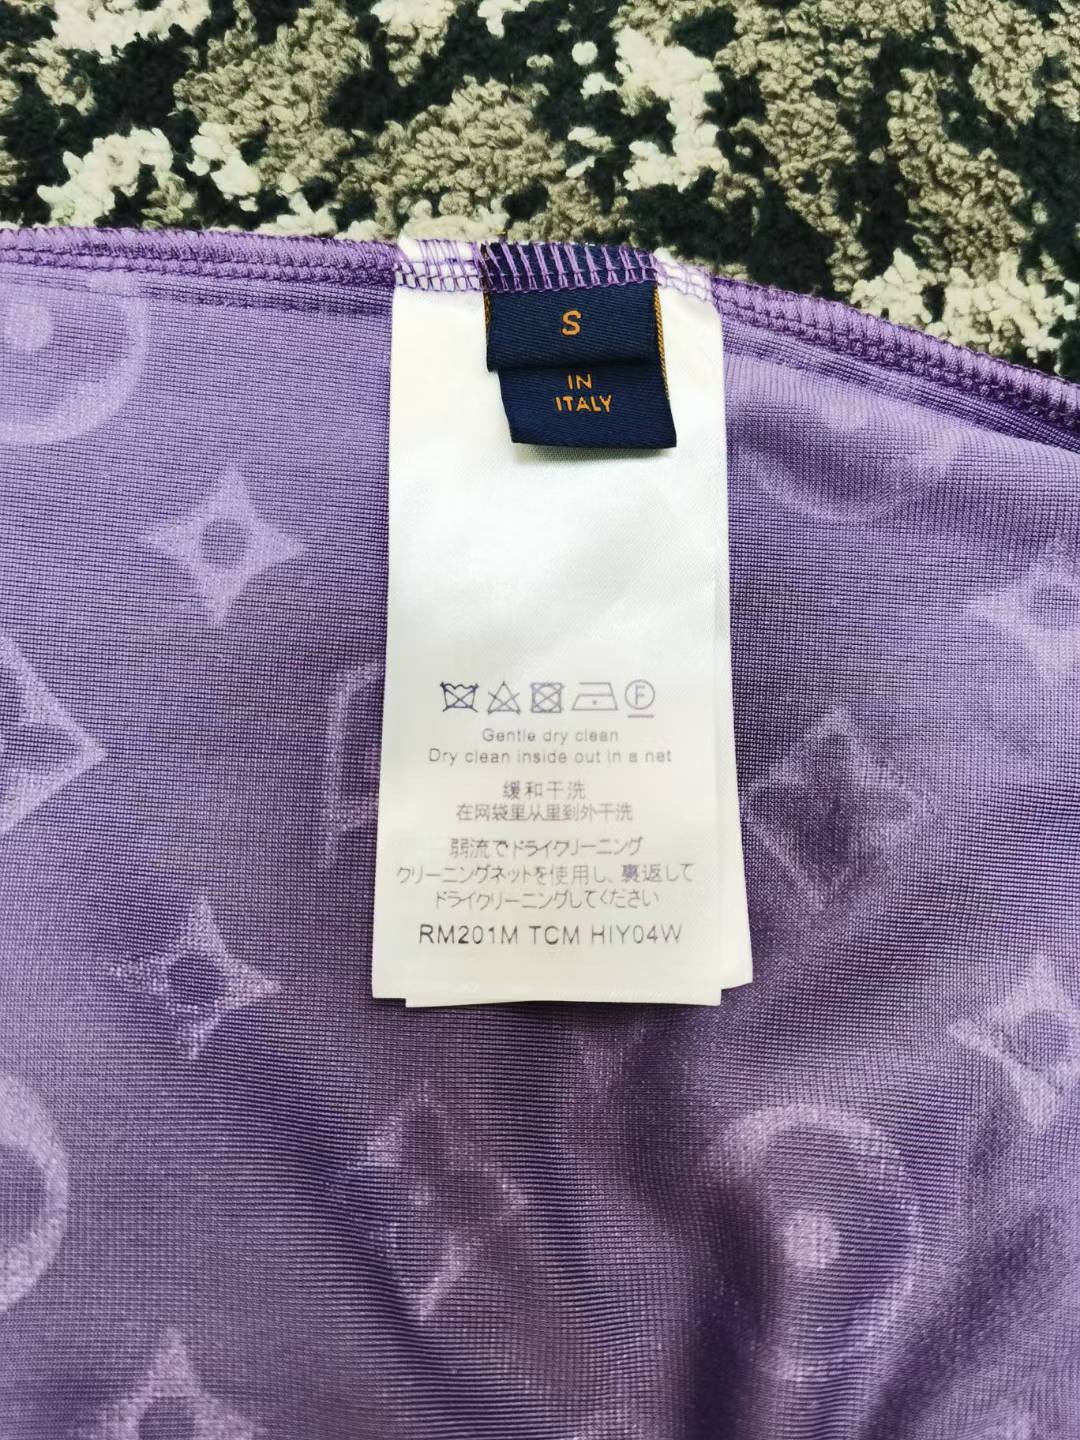 S
IN
ITALY
F
Gentle dry clean
Dry clean inside out in a net
缓和干洗
在网袋里从里到外干洗
弱流でドライクリーニング
クリーニングネットを使用し、裏返して
ドライクリーニングしてください
RM201M TCM HIY04W